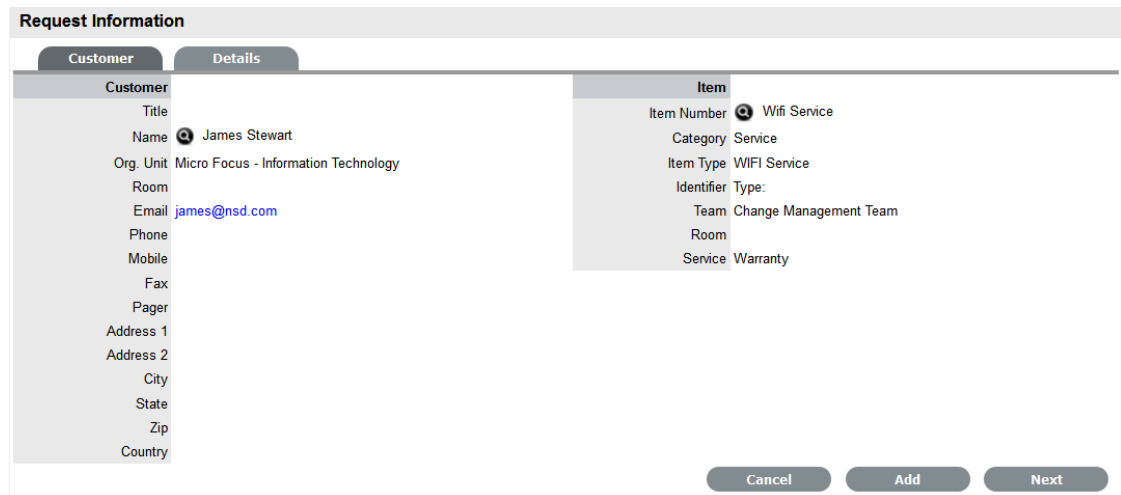 Request Information
Customer Details
Customer
Title
Name James Stewart
Org. Unit Micro Focus - Information Technology
Room
Email james@nsd.com
Phone
Mobile
Fax
Pager
Address 1
Address 2
City
State
Zip
Country
Item
Item Number Wifi Service
Category Service
Item Type WIFI Service
Identifier Type:
Team Change Management Team
Room
Service Warranty
Cancel Add Next